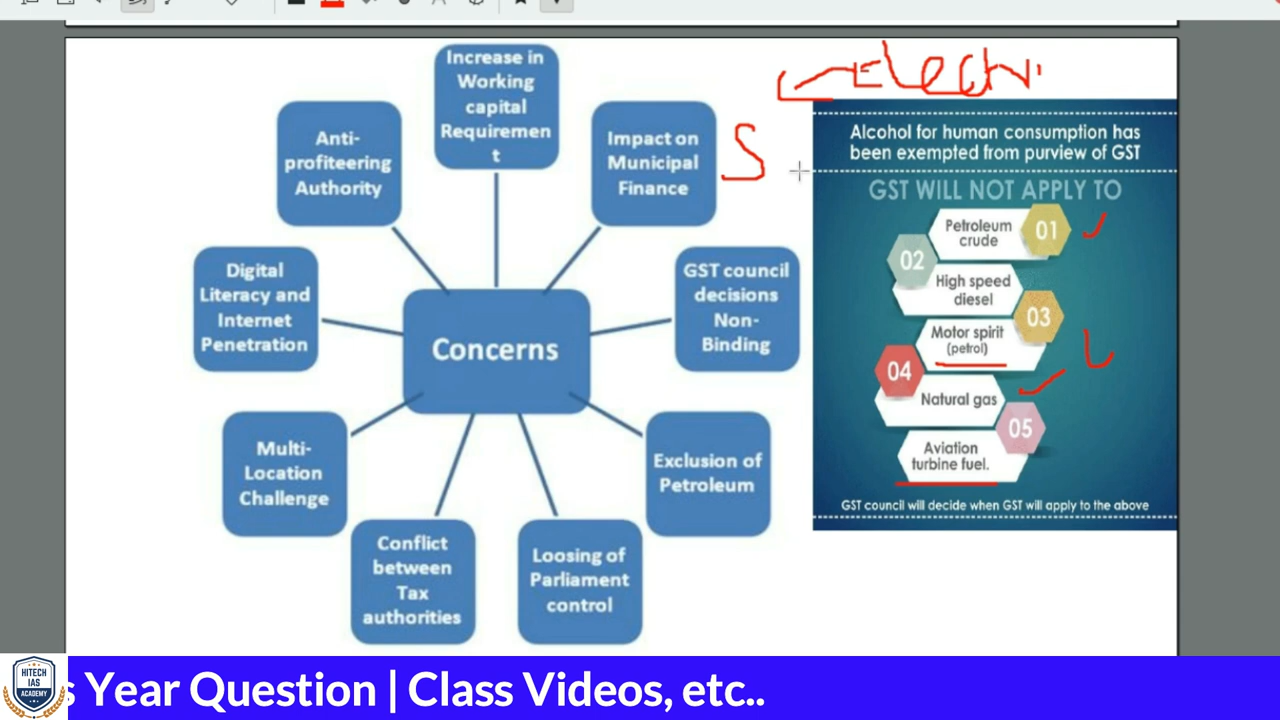 Increase in
Working
capital
Requiremen
t
Anti-
profiteering
Authority
Impact on
Municipal
Finance
S
Electri
Digital
Literacy and
Internet
Penetration
GST council
decisions
Non-
Binding
Concerns
Multi-
Location
Challenge
Exclusion of
Petroleum
Conflict
between
Tax
authorities
Loosing of
Parliament
control
Alcohol for human consumption has
been exempted from purview of GST
GST WILL NOT APPLY TO
Petroleum
crude
01
02
High speed
diesel
03
Motor spirit
(petrol)
04
Natural gas
05
Aviation
turbine fuel.
GST council will decide when GST will apply to the above
HITECH
IAS
ACADEMY
s Year Question | Class Videos, etc..